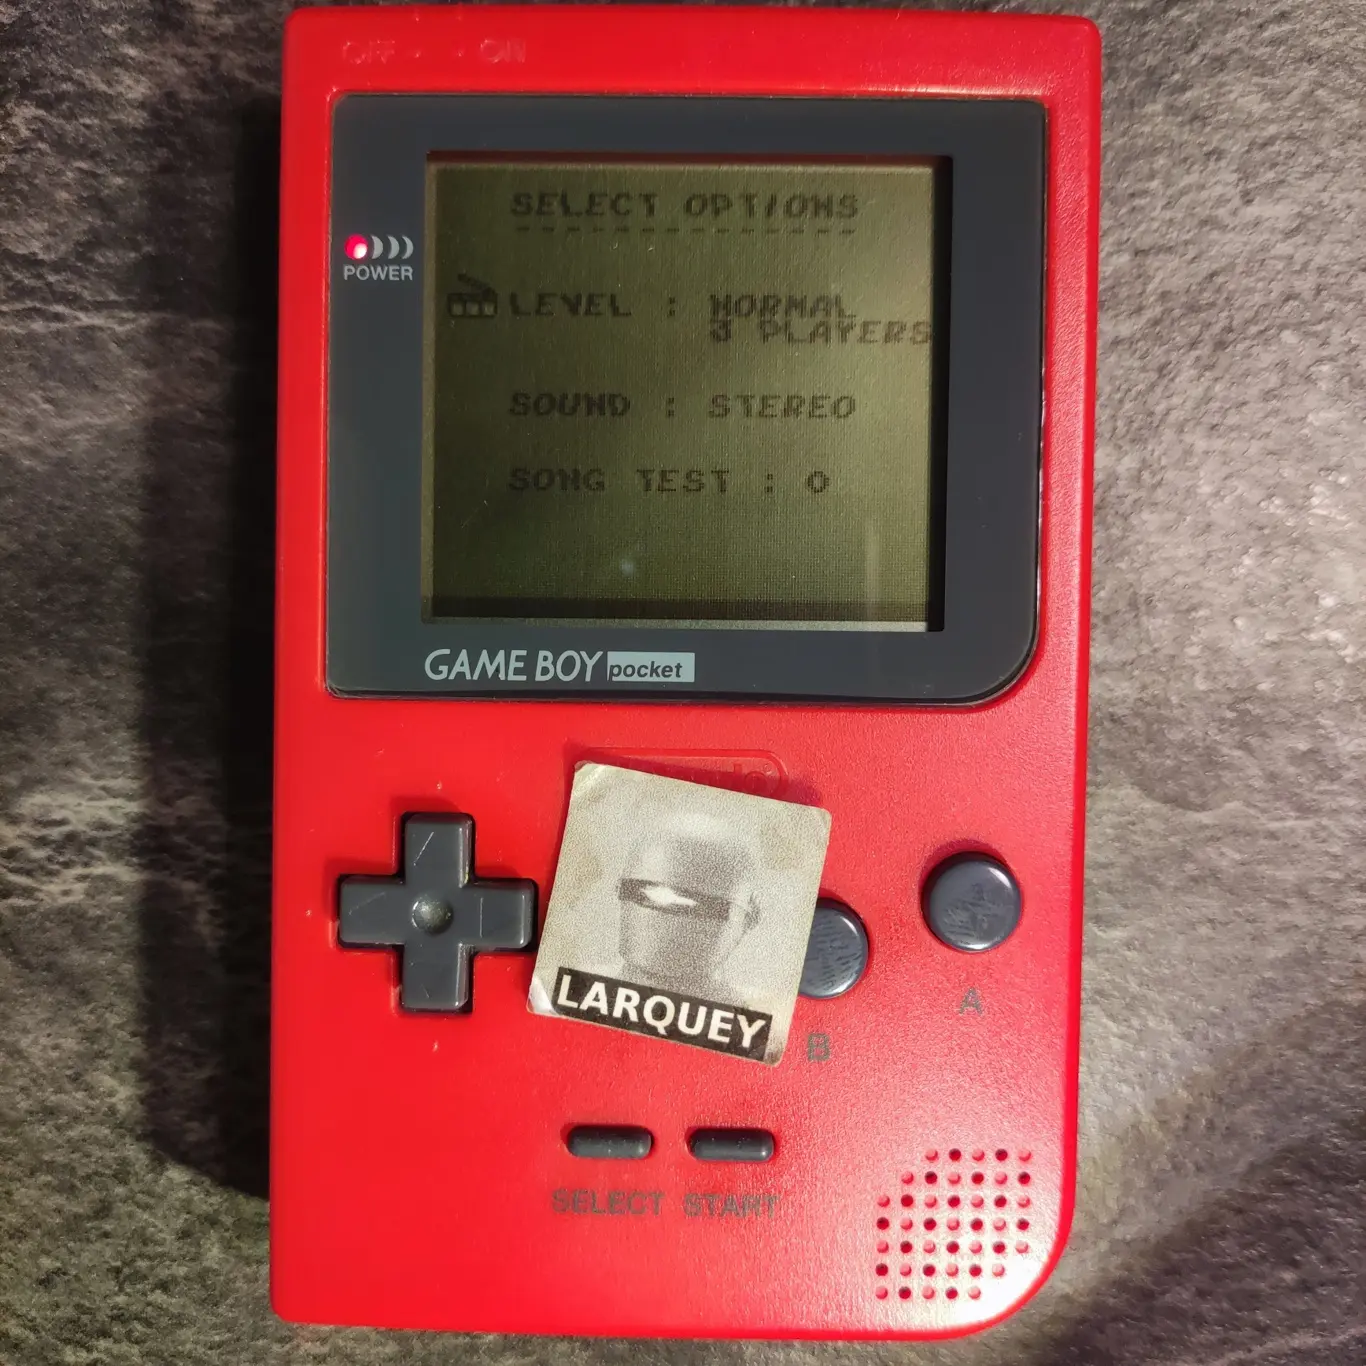 OFF ON
SELECT OPTIONS
LEVEL : NORMAL
3 PLAYERS
SOUND : STEREO
SONG TEST : 0
POWER
GAME BOY pocket
LARQUEY
B
A
SELECT START